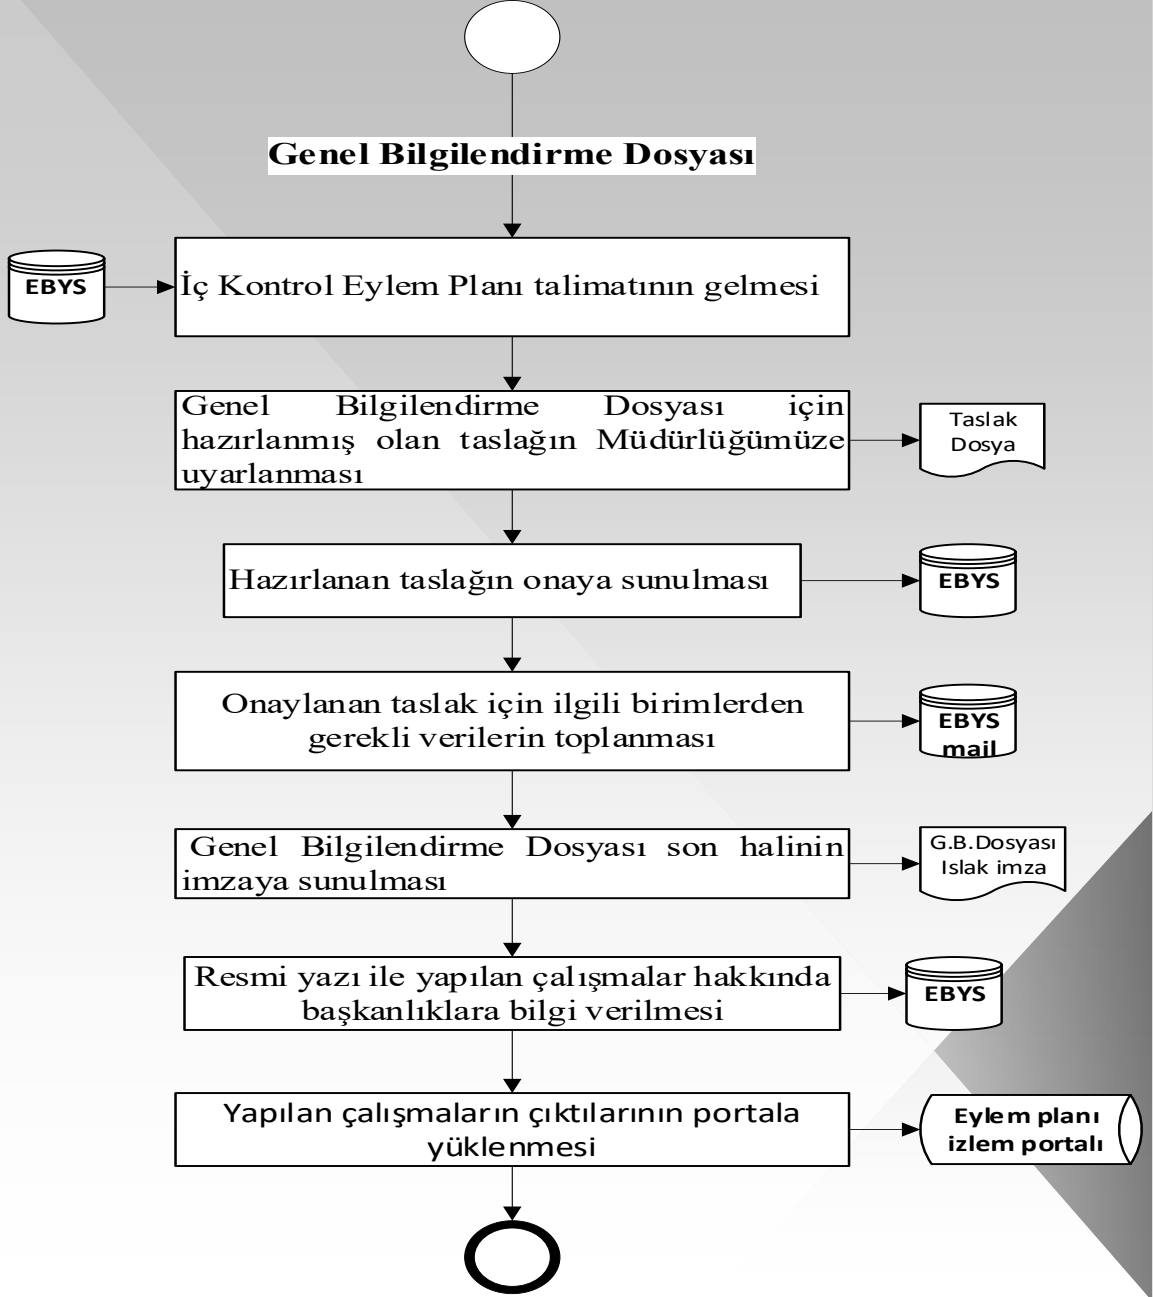 Genel Bilgilendirme Dosyası
EBYS
İç Kontrol Eylem Planı talimatının gelmesi
Genel Bilgilendirme Dosyası için
hazırlanmış olan taslağın Müdürlüğümüze
uyarlanması
Taslak
Dosya
Hazırlanan taslağın onaya sunulması
EBYS
Onaylanan taslak için ilgili birimlerden
gerekli verilerin toplanması
EBYS
mail
Genel Bilgilendirme Dosyası son halinin
imzaya sunulması
G.B.Dosyası
Islak imza
Resmi yazı ile yapılan çalışmalar hakkında
başkanlıklara bilgi verilmesi
EBYS
Yapılan çalışmaların çıktılarının portala
yüklenmesi
Eylem planı
izlem portalı